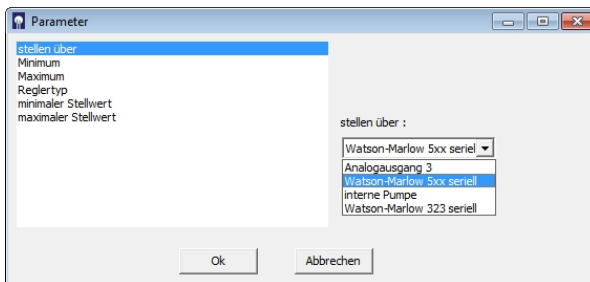 Parameter
stellen über
Minimum
Maximum
Reglertyp
minimaler Stellwert
maximaler Stellwert
stellen über :
Watson-Marlow 5xx seriel
Analogausgang 3
Watson-Marlow 5xx seriell
interne Pumpe
Watson-Marlow 323 seriell
Ok
Abbrechen